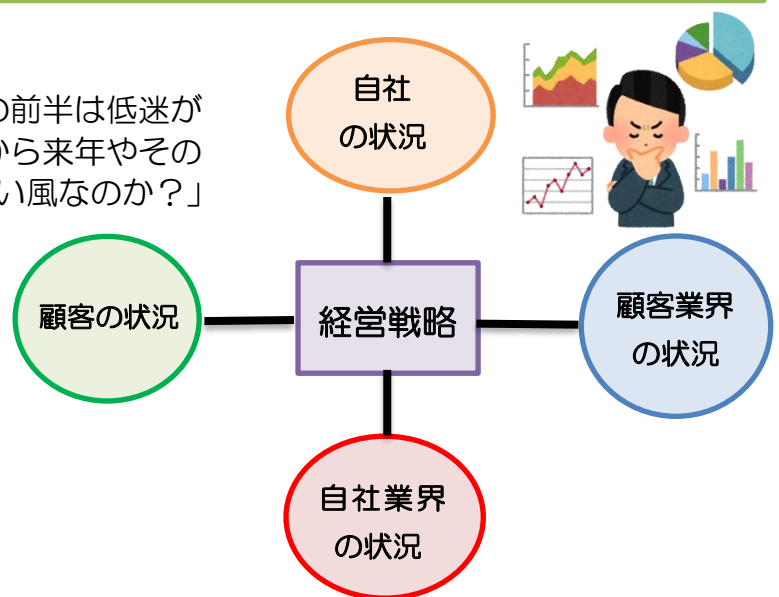 の前半は低迷が
から来年やその
い風なのか？」
自社
の状況
顧客の状況
経営戦略
顧客業界
の状況
自社業界
の状況